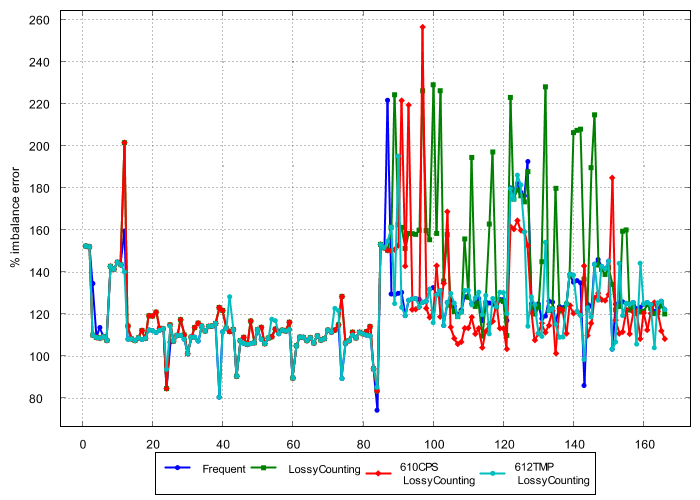 260
240
220
200
180
160
140
120
100
80
% imbalance error
0 20 40 60 80 100 120 140 160
Frequent LossyCounting 610CPS 612TMP
LossyCounting LossyCounting